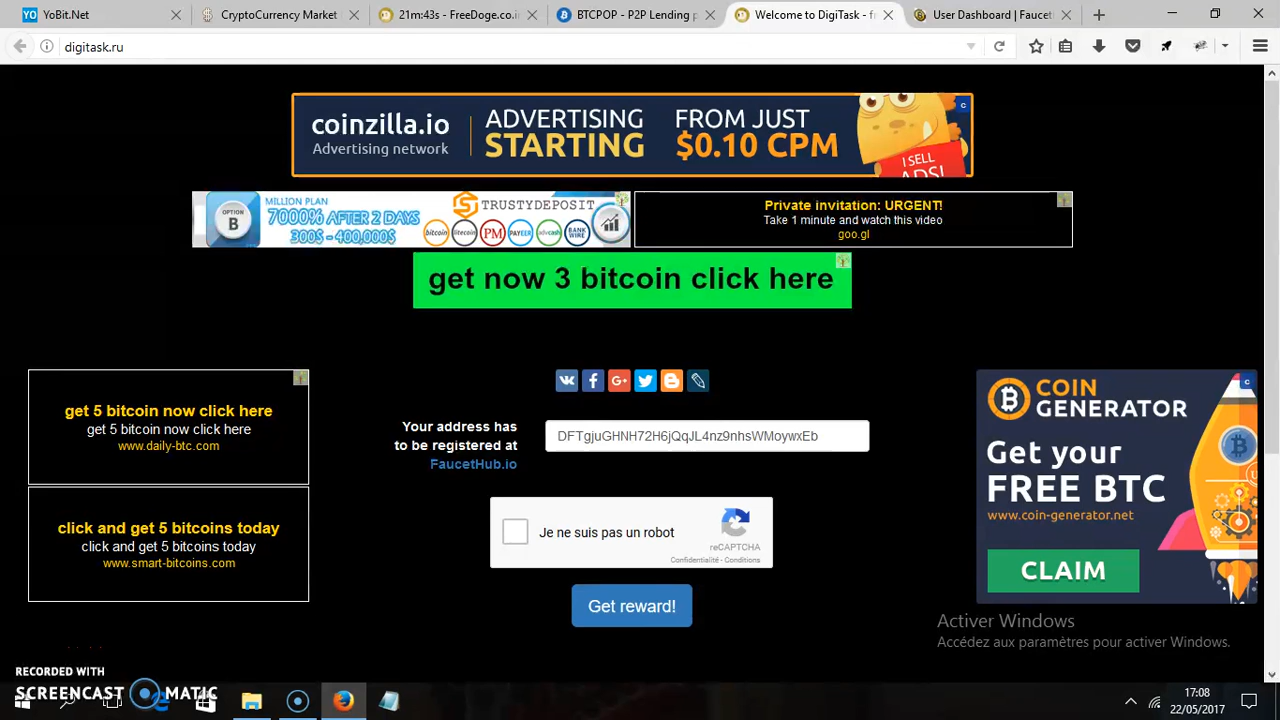 YoBit.Net
CryptoCurrency Market
21m:43s - FreeDoge.co.i
BTCPOP - P2P Lending p
Welcome to DigiTask - f
User Dashboard | Faucet
digitask.ru
coinzilla.io
Advertising network
ADVERTISING
STARTING
FROM JUST
$0.10 CPM
I SELL
ADS!
OPTION
B
MILLION PLAN
7000% AFTER 2 DAYS
300$ - 400,000$
TRUSTYDEPOSIT
bitcoin
litecoin
PM
PAYEER
advcash
BANK
WIRE
Private invitation: URGENT!
Take 1 minute and watch this video
goo.gl
get now 3 bitcoin click here
get 5 bitcoin now click here
get 5 bitcoin now click here
www.daily-btc.com
click and get 5 bitcoins today
click and get 5 bitcoins today
www.smart-bitcoins.com
Your address has
to be registered at
FaucetHub.io
DFTgjuGHNH72H6jQqJL4nz9nhsWMoywxEb
Je ne suis pas un robot
reCAPTCHA
Confidentialité - Conditions
Get reward!
COIN
GENERATOR
Get your
FREE BTC
www.coin-generator.net
CLAIM
Activer Windows
Accédez aux paramètres pour activer Windows.
RECORDED WITH
SCREENCAST MATIC
17:08
22/05/2017